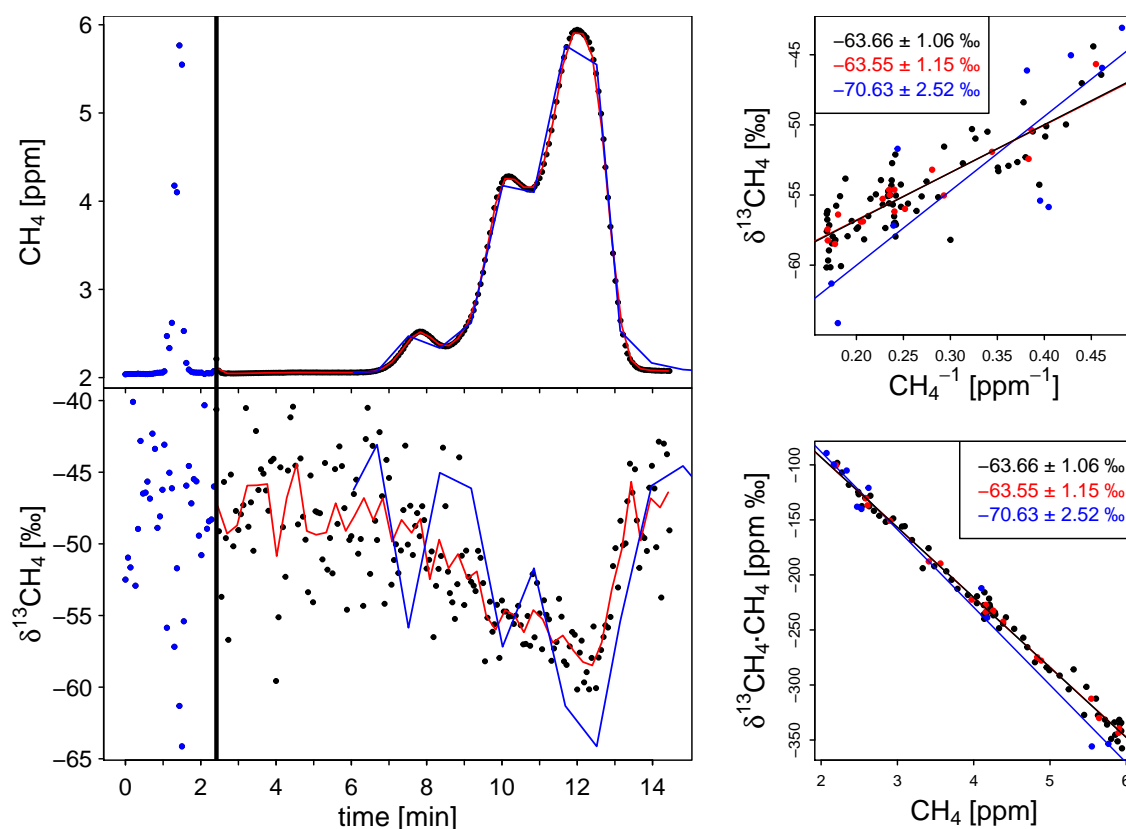 6
5
4
3
2
CH₄ [ppm]
−40
−45
−50
−55
−60
−65
δ¹³CH₄ [‰]
0 2 4 6 8 10 12 14
time [min]
−63.66 ± 1.06 ‰
−63.55 ± 1.15 ‰
−70.63 ± 2.52 ‰
−45
−50
−55
−60
δ¹³CH₄ [‰]
0.20 0.25 0.30 0.35 0.40 0.45
CH₄⁻¹ [ppm⁻¹]
−63.66 ± 1.06 ‰
−63.55 ± 1.15 ‰
−70.63 ± 2.52 ‰
−100
−150
−200
−250
−300
−350
δ¹³CH₄·CH₄ [ppm ‰]
2 3 4 5 6
CH₄ [ppm]